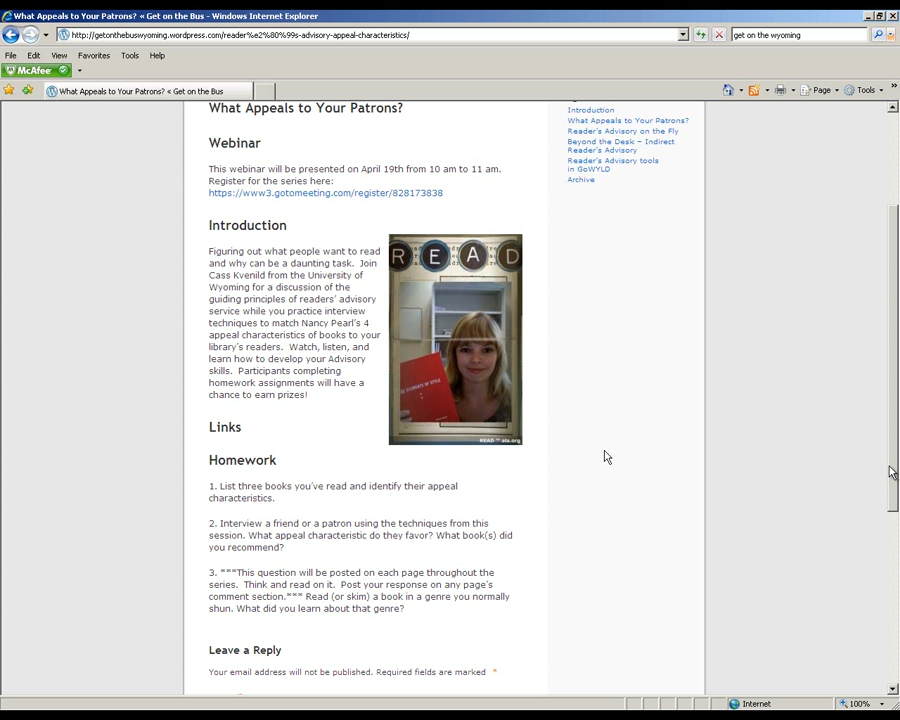 What Appeals to Your Patrons? « Get on the Bus - Windows Internet Explorer
http://getonthebuswyoming.wordpress.com/reader%e2%80%99s-advisory-appeal-characteristics/
get on the wyoming
File Edit View Favorites Tools Help
McAfee
What Appeals to Your Patrons? « Get on the Bus
Page Tools
What Appeals to Your Patrons?
Webinar
This webinar will be presented on April 19th from 10 am to 11 am.
Register for the series here:
https://www3.gotomeeting.com/register/828173838
Introduction
Figuring out what people want to read
and why can be a daunting task. Join
Cass Kvenild from the University of
Wyoming for a discussion of the
guiding principles of readers’ advisory
service while you practice interview
techniques to match Nancy Pearl’s 4
appeal characteristics of books to your
library’s readers. Watch, listen, and
learn how to develop your Advisory
skills. Participants completing
homework assignments will have a
chance to earn prizes!
READ
ELEMENTS OF STYLE
READ ™ ala.org
Links
Homework
1. List three books you’ve read and identify their appeal
characteristics.
2. Interview a friend or a patron using the techniques from this
session. What appeal characteristic do they favor? What book(s) did
you recommend?
3. ***This question will be posted on each page throughout the
series. Think and read on it. Post your response on any page’s
comment section.*** Read (or skim) a book in a genre you normally
shun. What did you learn about that genre?
Leave a Reply
Your email address will not be published. Required fields are marked *
Introduction
What Appeals to Your Patrons?
Reader’s Advisory on the Fly
Beyond the Desk – Indirect
Reader’s Advisory
Reader’s Advisory tools
in GoWYLD
Archive
Internet
100%